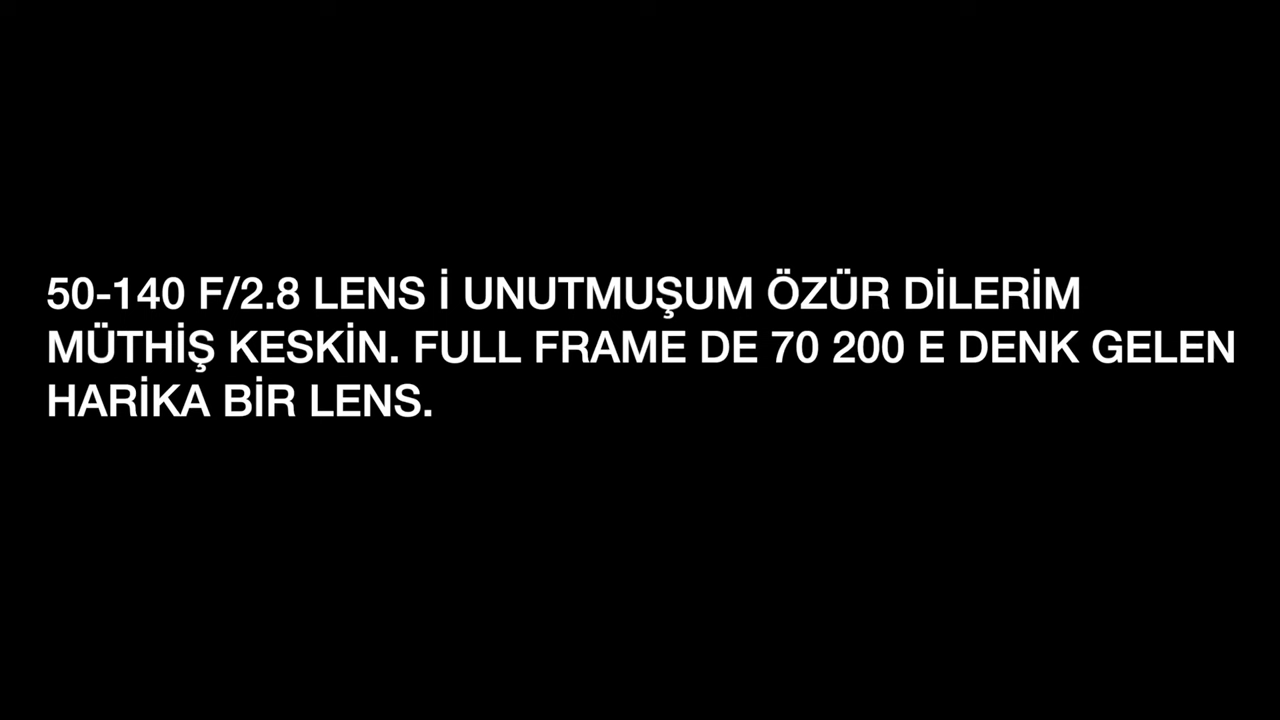 50-140 F/2.8 LENS İ UNUTMUŞUM ÖZÜR DİLERİM
MÜTHİŞ KESKİN. FULL FRAME DE 70 200 E DENK GELEN
HARİKA BİR LENS.